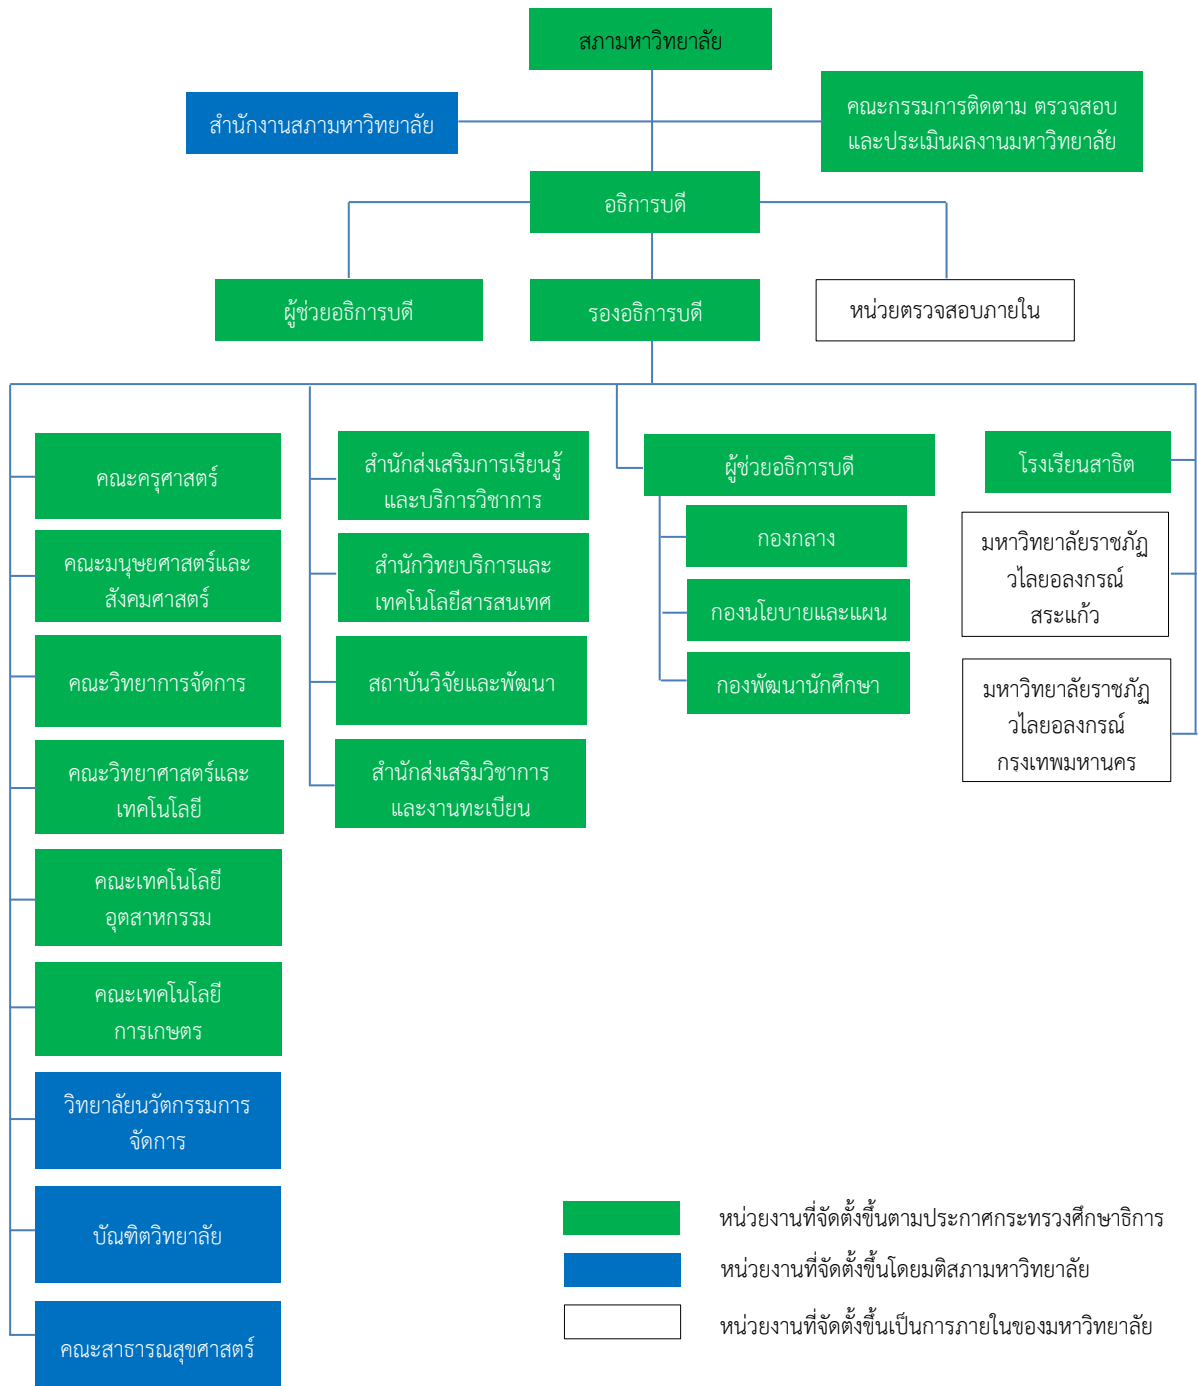 สภามหาวิทยาลัย
สำนักงานสภามหาวิทยาลัย
คณะกรรมการติดตาม ตรวจสอบ
และประเมินผลงานมหาวิทยาลัย
อธิการบดี
ผู้ช่วยอธิการบดี
รองอธิการบดี
หน่วยตรวจสอบภายใน
คณะครุศาสตร์
คณะมนุษยศาสตร์และ
สังคมศาสตร์
คณะวิทยาการจัดการ
คณะวิทยาศาสตร์และ
เทคโนโลยี
คณะเทคโนโลยี
อุตสาหกรรม
คณะเทคโนโลยี
การเกษตร
วิทยาลัยนวัตกรรมการ
จัดการ
บัณฑิตวิทยาลัย
คณะสาธารณสุขศาสตร์
สำนักส่งเสริมการเรียนรู้
และบริการวิชาการ
สำนักวิทยบริการและ
เทคโนโลยีสารสนเทศ
สถาบันวิจัยและพัฒนา
สำนักส่งเสริมวิชาการ
และงานทะเบียน
ผู้ช่วยอธิการบดี
กองกลาง
กองนโยบายและแผน
กองพัฒนานักศึกษา
โรงเรียนสาธิต
มหาวิทยาลัยราชภัฏ
วไลยอลงกรณ์
สระแก้ว
มหาวิทยาลัยราชภัฏ
วไลยอลงกรณ์
กรุงเทพมหานคร
หน่วยงานที่จัดตั้งขึ้นตามประกาศกระทรวงศึกษาธิการ
หน่วยงานที่จัดตั้งขึ้นโดยมติสภามหาวิทยาลัย
หน่วยงานที่จัดตั้งขึ้นเป็นการภายในของมหาวิทยาลัย